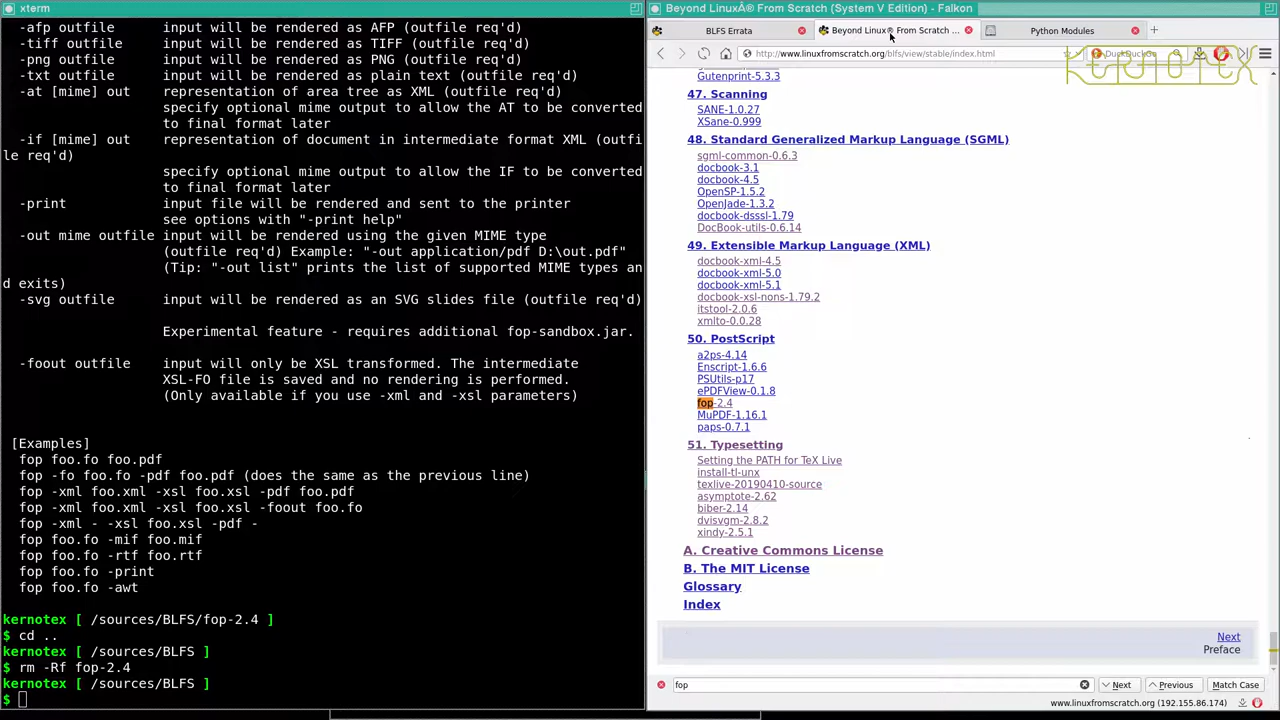 xterm
-afp outfile input will be rendered as AFP (outfile req'd)
-tiff outfile input will be rendered as TIFF (outfile req'd)
-png outfile input will be rendered as PNG (outfile req'd)
-txt outfile input will be rendered as plain text (outfile req'd)
-at [mime] out representation of area tree as XML (outfile req'd)
specify optional mime output to allow the AT to be converted
to final format later
-if [mime] out representation of document in intermediate format XML (outfi
le req'd)
specify optional mime output to allow the IF to be converted
to final format later
-print input file will be rendered and sent to the printer
see options with "-print help"
-out mime outfile input will be rendered using the given MIME type
(outfile req'd) Example: "-out application/pdf D:\out.pdf"
(Tip: "-out list" prints the list of supported MIME types an
d exits)
-svg outfile input will be rendered as an SVG slides file (outfile req'd)
Experimental feature - requires additional fop-sandbox.jar.
-foout outfile input will only be XSL transformed. The intermediate
XSL-FO file is saved and no rendering is performed.
(Only available if you use -xml and -xsl parameters)
[Examples]
fop foo.fo foo.pdf
fop -fo foo.fo -pdf foo.pdf (does the same as the previous line)
fop -xml foo.xml -xsl foo.xsl -pdf foo.pdf
fop -xml foo.xml -xsl foo.xsl -foout foo.fo
fop -xml - -xsl foo.xsl -pdf -
fop foo.fo -mif foo.mif
fop foo.fo -rtf foo.rtf
fop foo.fo -print
fop foo.fo -awt
kernotex [ /sources/BLFS/fop-2.4 ]
$ cd ..
kernotex [ /sources/BLFS ]
$ rm -Rf fop-2.4
kernotex [ /sources/BLFS ]
$
Beyond LinuxÂ® From Scratch (System V Edition) - Falkon
BLFS Errata
Beyond Linux® From Scratch ...
Python Modules
http://www.linuxfromscratch.org/blfs/view/stable/index.html
DuckDuckGo
KERNOTEX
Gutenprint-5.3.3
47. Scanning
SANE-1.0.27
XSane-0.999
48. Standard Generalized Markup Language (SGML)
sgml-common-0.6.3
docbook-3.1
docbook-4.5
OpenSP-1.5.2
OpenJade-1.3.2
docbook-dsssl-1.79
DocBook-utils-0.6.14
49. Extensible Markup Language (XML)
docbook-xml-4.5
docbook-xml-5.0
docbook-xml-5.1
docbook-xsl-nons-1.79.2
itstool-2.0.6
xmlto-0.0.28
50. PostScript
a2ps-4.14
Enscript-1.6.6
PSUtils-p17
ePDFView-0.1.8
fop-2.4
MuPDF-1.16.1
paps-0.7.1
51. Typesetting
Setting the PATH for TeX Live
install-tl-unx
texlive-20190410-source
asymptote-2.62
biber-2.14
dvisvgm-2.8.2
xindy-2.5.1
A. Creative Commons License
B. The MIT License
Glossary
Index
Next
Preface
fop
Next
Previous
Match Case
www.linuxfromscratch.org (192.155.86.174)